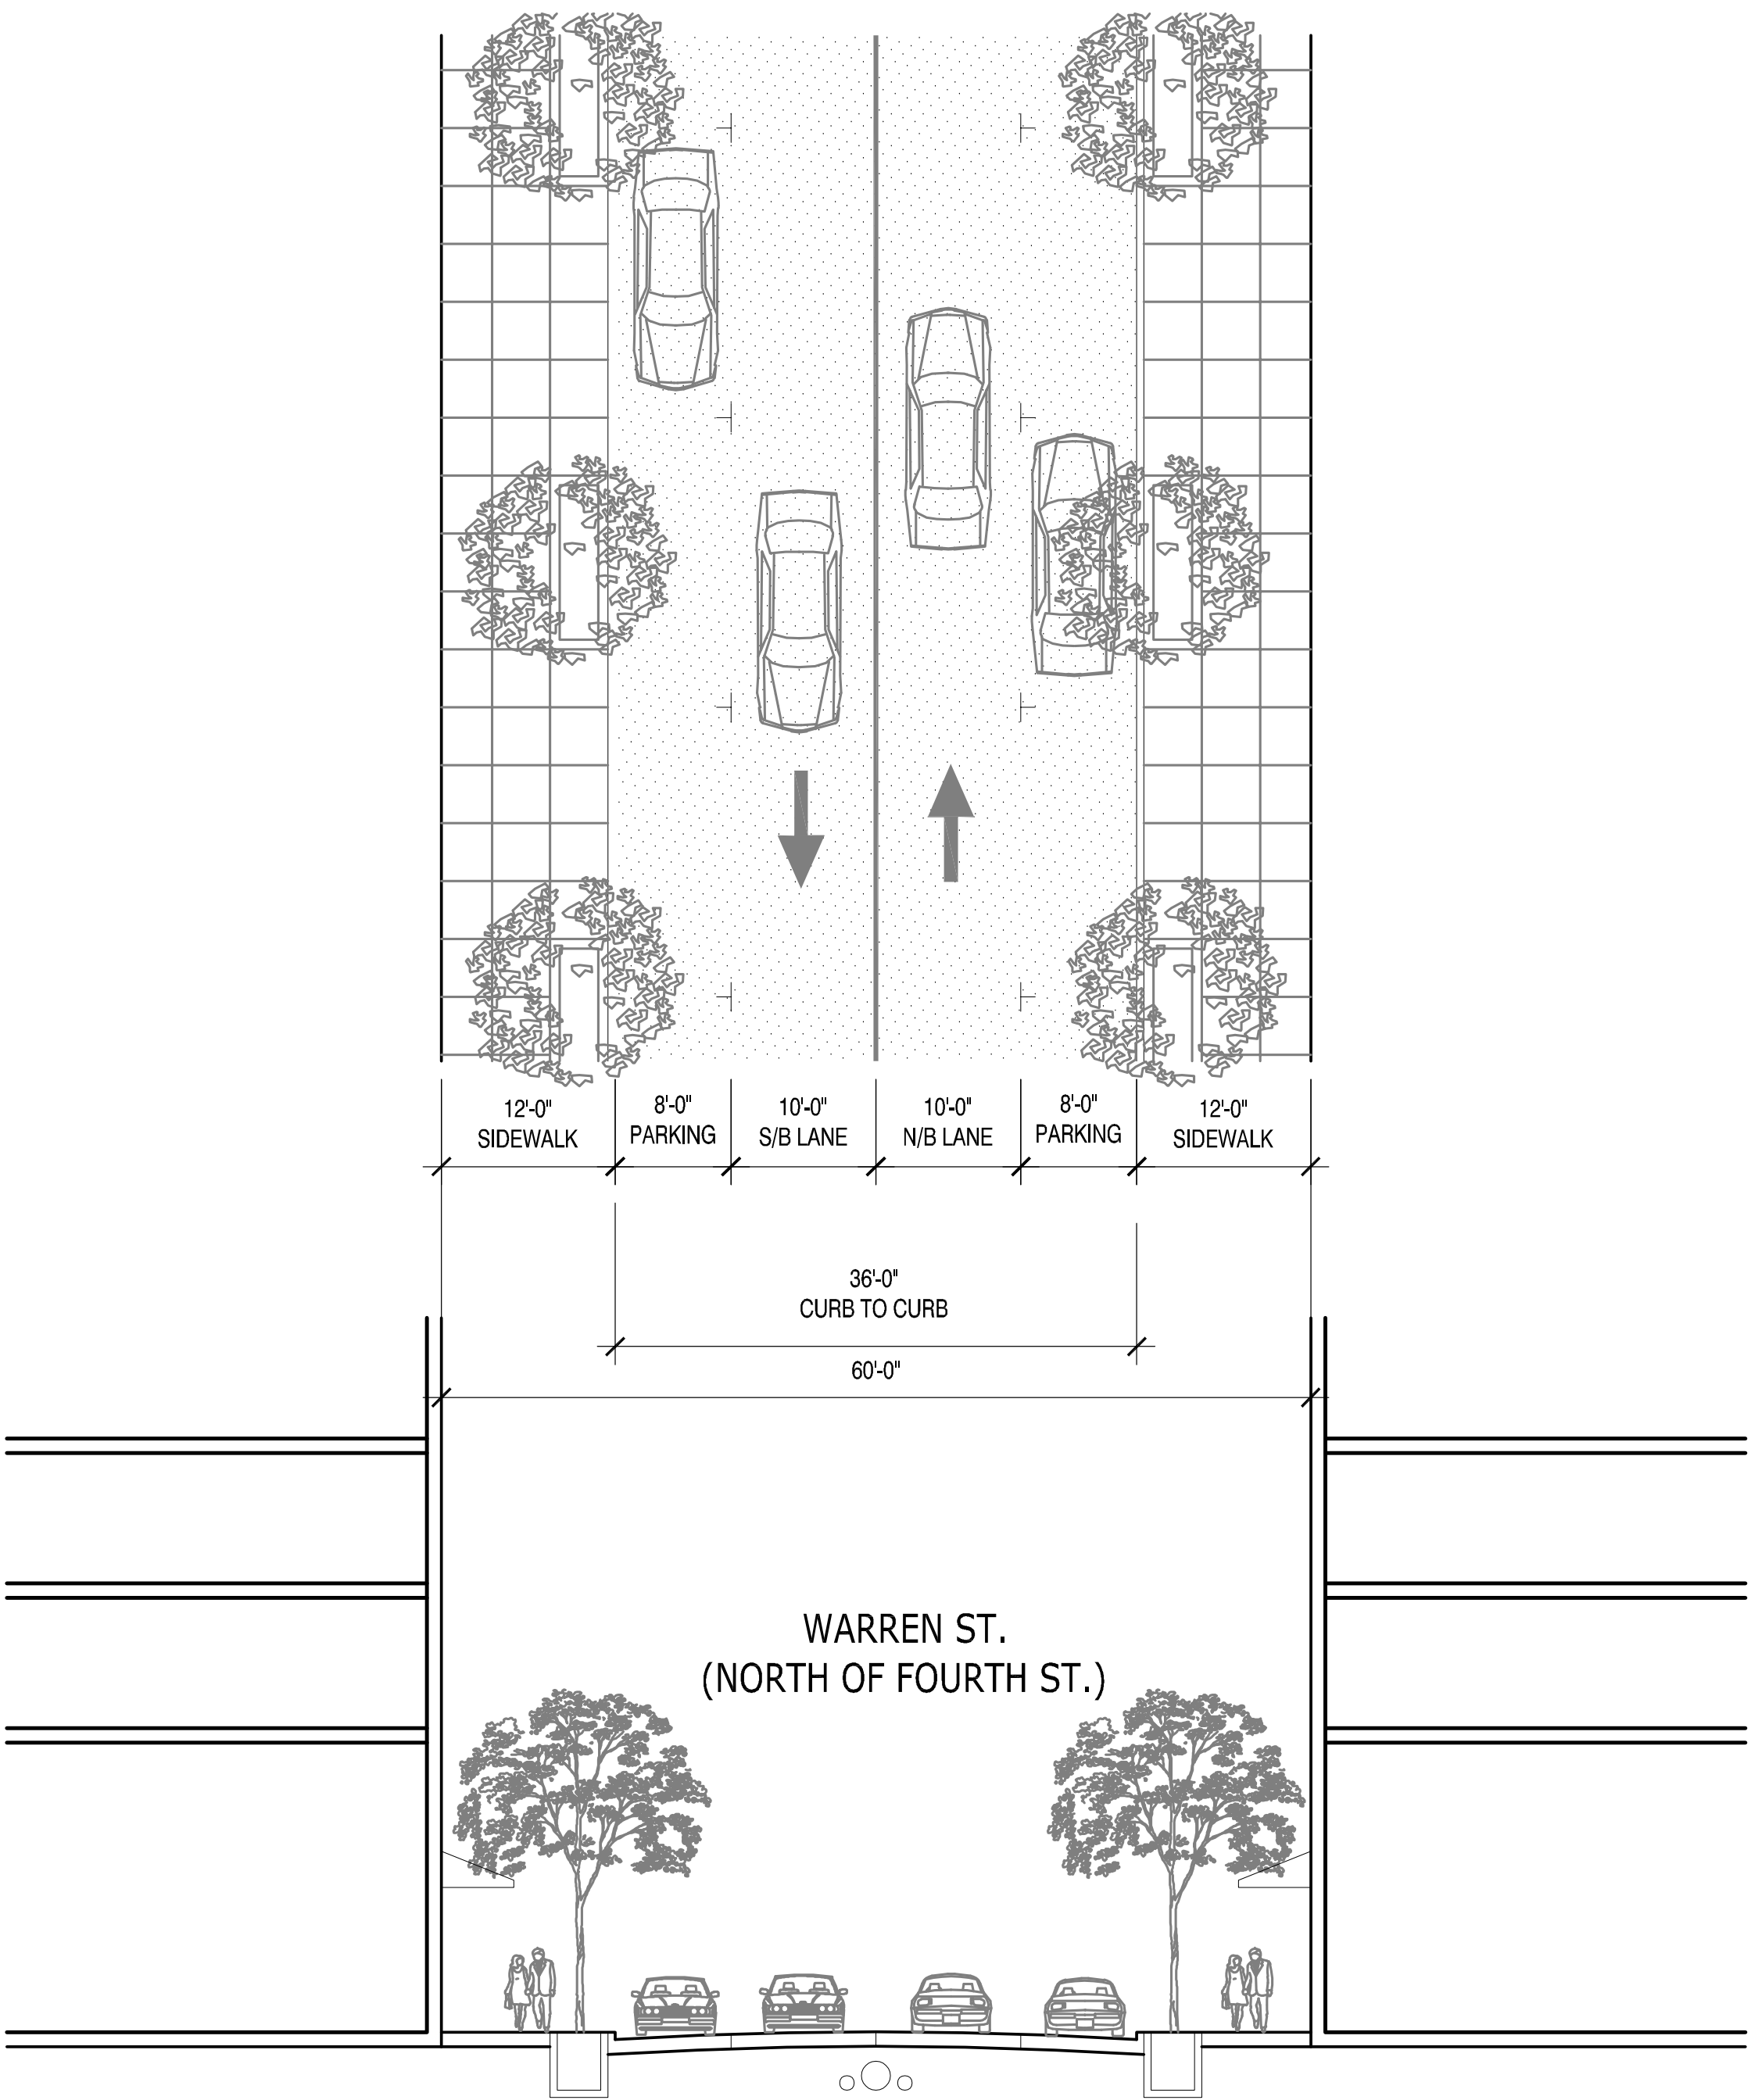 12'-0"
SIDEWALK
8'-0"
PARKING
10'-0"
S/B LANE
10'-0"
N/B LANE
8'-0"
PARKING
12'-0"
SIDEWALK
36'-0"
CURB TO CURB
60'-0"
WARREN ST.
(NORTH OF FOURTH ST.)